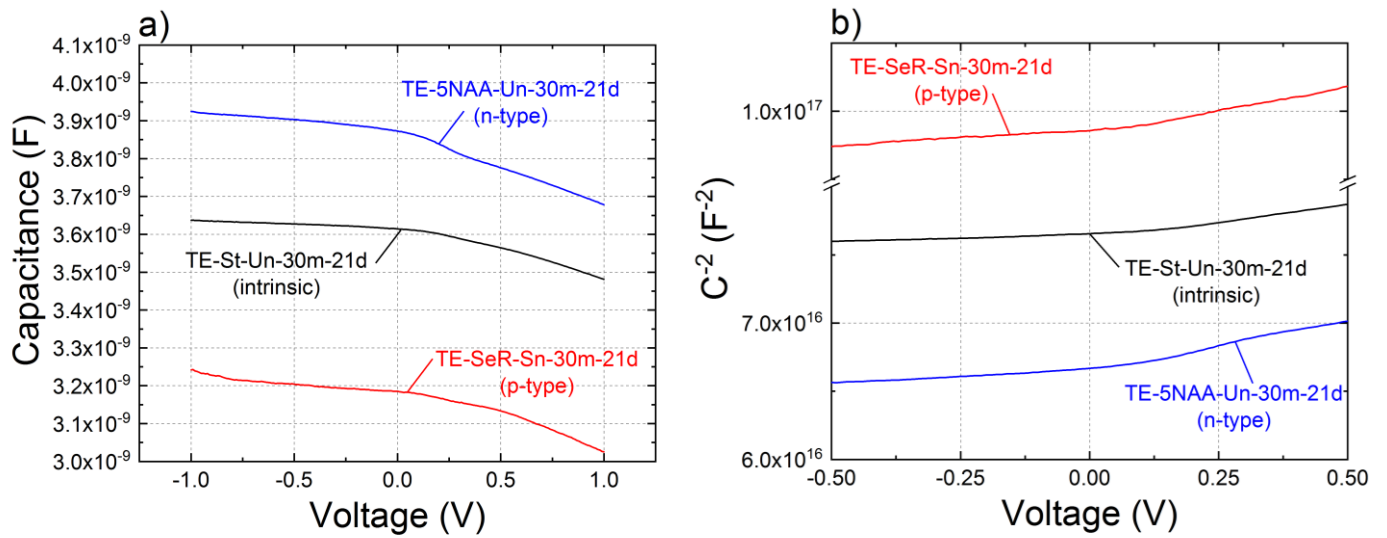 a)
Capacitance (F)
4.1x10⁻⁹
4.0x10⁻⁹
3.9x10⁻⁹
3.8x10⁻⁹
3.7x10⁻⁹
3.6x10⁻⁹
3.5x10⁻⁹
3.4x10⁻⁹
3.3x10⁻⁹
3.2x10⁻⁹
3.1x10⁻⁹
3.0x10⁻⁹
TE-5NAA-Un-30m-21d
(n-type)
TE-St-Un-30m-21d
(intrinsic)
TE-SeR-Sn-30m-21d
(p-type)
-1.0 -0.5 0.0 0.5 1.0
Voltage (V)
b)
C⁻² (F⁻²)
1.0x10¹⁷
7.0x10¹⁶
6.0x10¹⁶
TE-SeR-Sn-30m-21d
(p-type)
TE-St-Un-30m-21d
(intrinsic)
TE-5NAA-Un-30m-21d
(n-type)
-0.50 -0.25 0.00 0.25 0.50
Voltage (V)